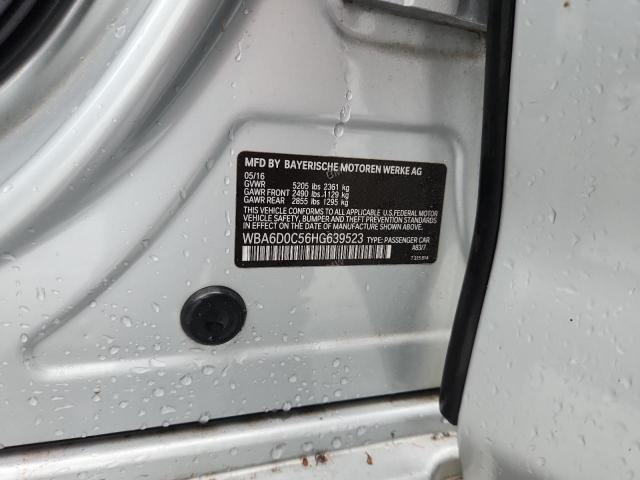 MFD BY BAYERISCHE MOTOREN WERKE AG
05/16
GVWR 5205 lbs 2361 kg
GAWR FRONT 2490 lbs 1129 kg
GAWR REAR 2855 lbs 1295 kg
THIS VEHICLE CONFORMS TO ALL
APPLICABLE U.S.FEDERAL MOTOR
VEHICLE SAFETY, BUMPER AND THEFT PREVENTION
STANDARDS IN EFFECT ON THE DATE OF
MANUFACTURE SHOWN ABOVE.
WBA6D0C56HG639523 TYPE: PASSENGER CAR
A83/7